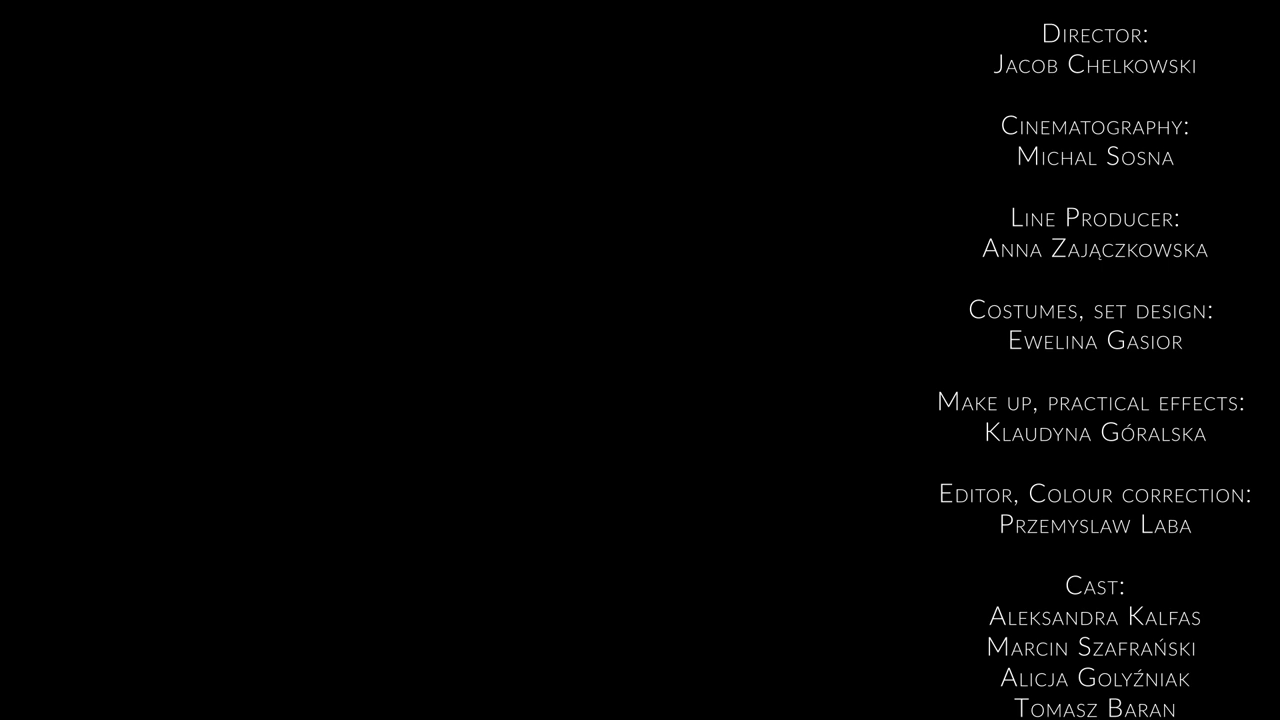 Director:
Jacob Chelkowski
Cinematography:
Michal Sosna
Line Producer:
Anna Zajączkowska
Costumes, set design:
Ewelina Gasior
Make up, practical effects:
Klaudyna Góralska
Editor, Colour correction:
Przemyslaw Laba
Cast:
Aleksandra Kalfas
Marcin Szafrański
Alicja Golyźniak
Tomasz Baran